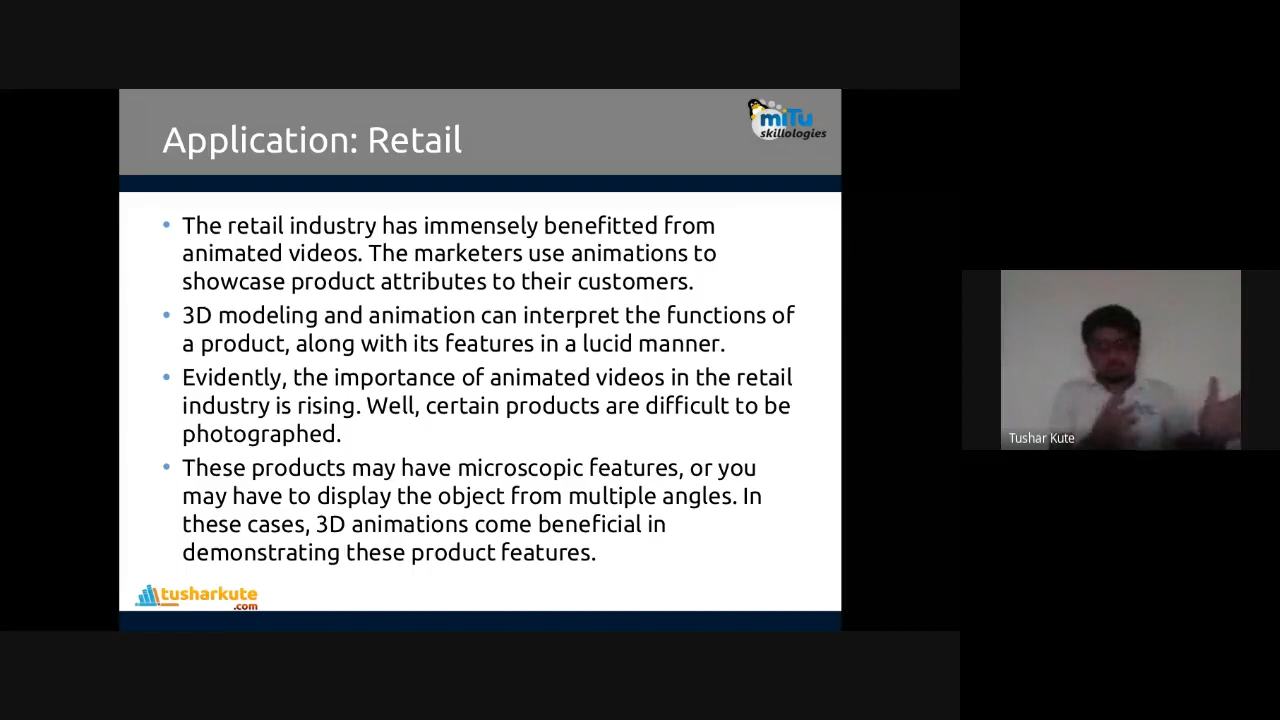 Application: Retail
miTu
skillologies
• The retail industry has immensely benefitted from
animated videos. The marketers use animations to
showcase product attributes to their customers.
• 3D modeling and animation can interpret the functions of
a product, along with its features in a lucid manner.
• Evidently, the importance of animated videos in the retail
industry is rising. Well, certain products are difficult to be
photographed.
• These products may have microscopic features, or you
may have to display the object from multiple angles. In
these cases, 3D animations come beneficial in
demonstrating these product features.
tusharkute
.com
Tushar Kute